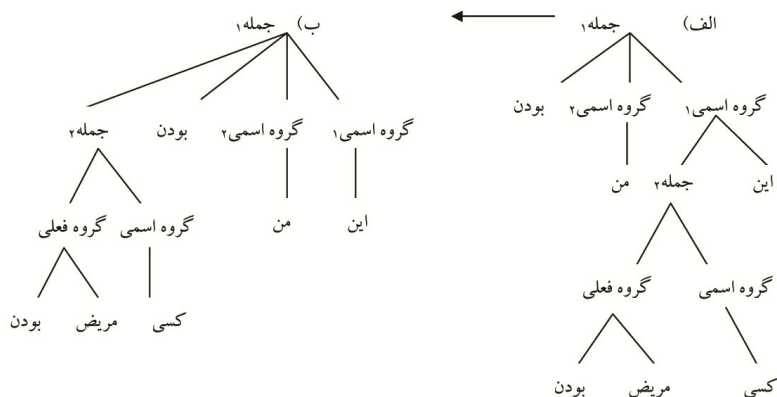 الف) جمله۱ ب) جمله۱
گروه اسمی۱ گروه اسمی۲ بودن گروه اسمی۱ گروه اسمی۲ بودن جمله۲
این جمله۲ من این من
گروه اسمی گروه فعلی گروه اسمی گروه فعلی
کسی مریض بودن کسی مریض بودن